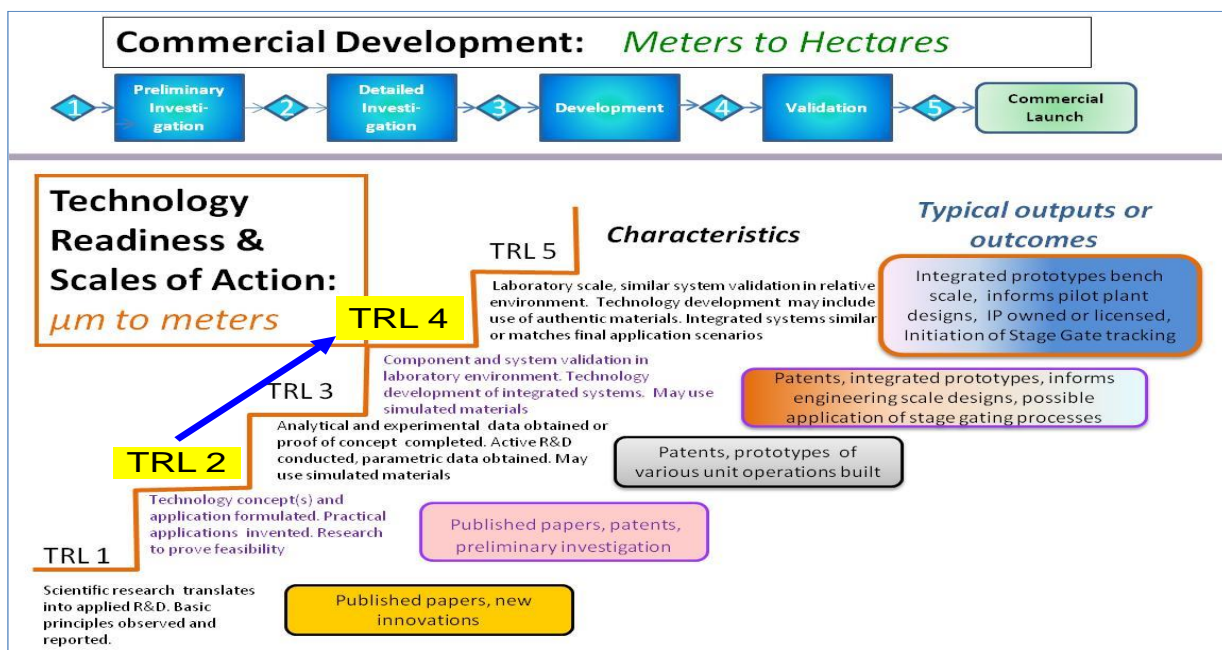 Commercial Development: Meters to Hectares
1
Preliminary
Investi-
gation
2
Detailed
Investi-
gation
3
Development
4
Validation
5
Commercial
Launch
Technology
Readiness &
Scales of Action:
µm to meters
Characteristics
Typical outputs or
outcomes
TRL 5
Laboratory scale, similar system validation in relative
environment. Technology development may include
use of authentic materials. Integrated systems similar
or matches final application scenarios
Integrated prototypes bench
scale, informs pilot plant
designs, IP owned or licensed,
Initiation of Stage Gate tracking
TRL 4
Component and system validation in
laboratory environment. Technology
development of integrated systems. May use
simulated materials
Patents, integrated prototypes, informs
engineering scale designs, possible
application of stage gating processes
TRL 3
Analytical and experimental data obtained or
proof of concept completed. Active R&D
conducted, parametric data obtained. May
use simulated materials
Patents, prototypes of
various unit operations built
TRL 2
Technology concept(s) and
application formulated. Practical
applications invented. Research
to prove feasibility
Published papers, patents,
preliminary investigation
TRL 1
Scientific research translates
into applied R&D. Basic
principles observed and
reported.
Published papers, new
innovations